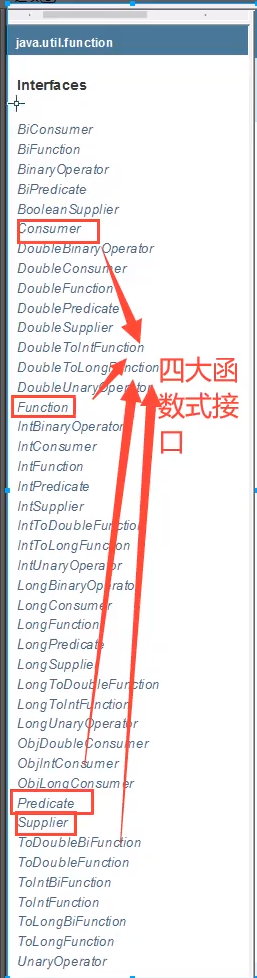 java.util.function
Interfaces
BiConsumer
BiFunction
BinaryOperator
BiPredicate
BooleanSupplier
Consumer
DoubleBinaryOperator
DoubleConsumer
DoubleFunction
DoublePredicate
DoubleSupplier
DoubleToIntFunction
DoubleToLongFunction
DoubleUnaryOperator
Function
IntBinaryOperator
IntConsumer
IntFunction
IntPredicate
IntSupplier
IntToDoubleFunction
IntToLongFunction
IntUnaryOperator
LongBinaryOperator
LongConsumer
LongFunction
LongPredicate
LongSupplier
LongToDoubleFunction
LongToIntFunction
LongUnaryOperator
ObjDoubleConsumer
ObjIntConsumer
ObjLongConsumer
Predicate
Supplier
ToDoubleBiFunction
ToDoubleFunction
ToIntBiFunction
ToIntFunction
ToLongBiFunction
ToLongFunction
UnaryOperator
四大函
数式接
口